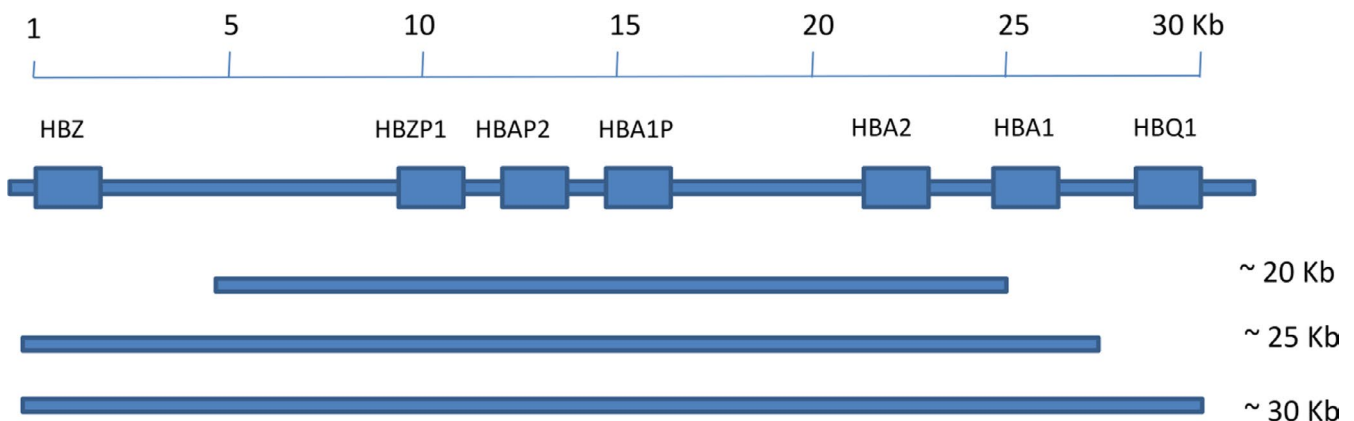 1 5 10 15 20 25 30 Kb
HBZ HBZP1 HBAP2 HBA1P HBA2 HBA1 HBQ1
~ 20 Kb
~ 25 Kb
~ 30 Kb